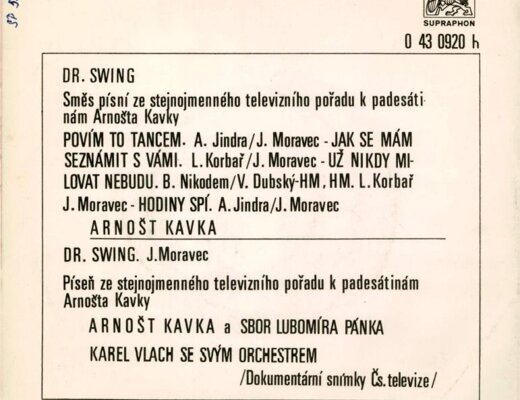 SUPRAPHON
0 43 0920 h
DR. SWING
Směs písní ze stejnojmenného televizního pořadu k padesáti
nám Arnošta Kavky
POVÍM TO TANCEM. A. Jindra/J. Moravec - JAK SE MÁM
SEZNÁMIT S VÁMI. L. Korbař/J. Moravec - UŽ NIKDY MI-
LOVAT NEBUDU. B. Nikodem/V. Dubský-HM, HM. L. Korbař
J. Moravec - HODINY SPÍ. A. Jindra/J. Moravec
ARNOŠT KAVKA
DR. SWING. J. Moravec
Píseň ze stejnojmenného televizního pořadu k padesátinám
Arnošta Kavky
ARNOŠT KAVKA a SBOR LUBOMÍRA PÁNKA
KAREL VLACH SE SVÝM ORCHESTREM
/Dokumentární snímky Čs. televize/